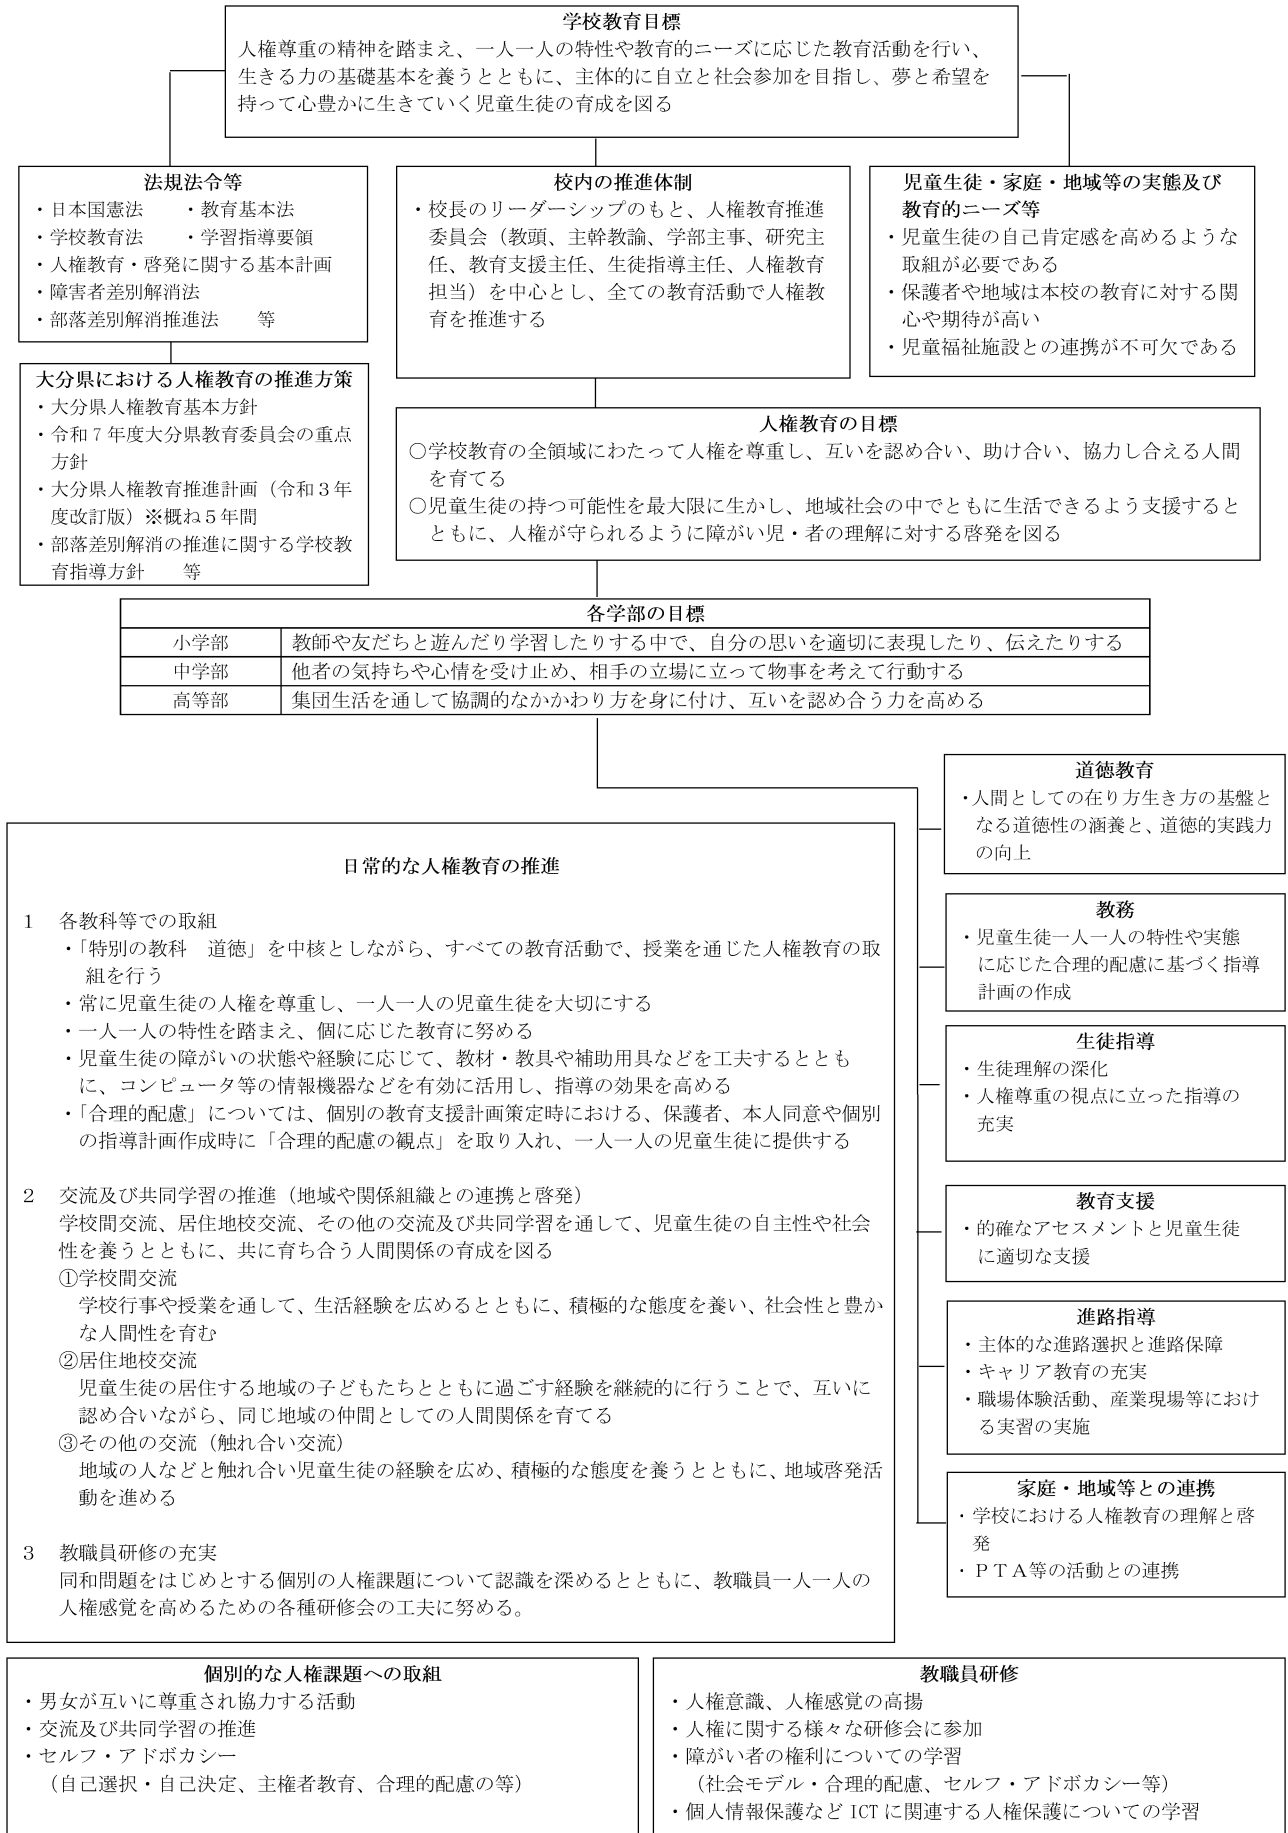 学校教育目標
人権尊重の精神を踏まえ、一人一人の特性や教育的ニーズに応じた教育活動を行い、
生きる力の基礎基本を養うとともに、主体的に自立と社会参加を目指し、夢と希望を
持って心豊かに生きていく児童生徒の育成を図る
法規法令等
・日本国憲法　　・教育基本法
・学校教育法　　・学習指導要領
・人権教育・啓発に関する基本計画
・障害者差別解消法
・部落差別解消推進法　　等
大分県における人権教育の推進方策
・大分県人権教育基本方針
・令和７年度大分県教育委員会の重点
方針
・大分県人権教育推進計画（令和３年
度改訂版）※概ね５年間
・部落差別解消の推進に関する学校教
育指導方針　　等
校内の推進体制
・校長のリーダーシップのもと、人権教育推進
委員会（教頭、主幹教諭、学部主事、研究主
任、教育支援主任、生徒指導主任、人権教育
担当）を中心とし、全ての教育活動で人権教
育を推進する
児童生徒・家庭・地域等の実態及び
教育的ニーズ等
・児童生徒の自己肯定感を高めるような
取組が必要である
・保護者や地域は本校の教育に対する関
心や期待が高い
・児童福祉施設との連携が不可欠である
人権教育の目標
○学校教育の全領域にわたって人権を尊重し、互いを認め合い、助け合い、協力し合える人間
を育てる
○児童生徒の持つ可能性を最大限に生かし、地域社会の中でともに生活できるよう支援すると
ともに、人権が守られるように障がい児・者の理解に対する啓発を図る
各学部の目標
小学部　教師や友だちと遊んだり学習したりする中で、自分の思いを適切に表現したり、伝えたりする
中学部　他者の気持ちや心情を受け止め、相手の立場に立って物事を考えて行動する
高等部　集団生活を通して協調的なかかわり方を身に付け、互いを認め合う力を高める
日常的な人権教育の推進
１　各教科等での取組
・「特別の教科　道徳」を中核としながら、すべての教育活動で、授業を通じた人権教育の取
組を行う
・常に児童生徒の人権を尊重し、一人一人の児童生徒を大切にする
・一人一人の特性を踏まえ、個に応じた教育に努める
・児童生徒の障がいの状態や経験に応じて、教材・教具や補助用具などを工夫するととも
に、コンピュータ等の情報機器などを有効に活用し、指導の効果を高める
・「合理的配慮」については、個別の教育支援計画策定時における、保護者、本人同意や個別
の指導計画作成時に「合理的配慮の観点」を取り入れ、一人一人の児童生徒に提供する
２　交流及び共同学習の推進（地域や関係組織との連携と啓発）
学校間交流、居住地校交流、その他の交流及び共同学習を通して、児童生徒の自主性や社会
性を養うとともに、共に育ち合う人間関係の育成を図る
①学校間交流
学校行事や授業を通して、生活経験を広めるとともに、積極的な態度を養い、社会性と豊か
な人間性を育む
②居住地校交流
児童生徒の居住する地域の子どもたちとともに過ごす経験を継続的に行うことで、互いに
認め合いながら、同じ地域の仲間としての人間関係を育てる
③その他の交流（触れ合い交流）
地域の人などと触れ合い児童生徒の経験を広め、積極的な態度を養うとともに、地域啓発活
動を進める
３　教職員研修の充実
同和問題をはじめとする個別の人権課題について認識を深めるとともに、教職員一人一人の
人権感覚を高めるための各種研修会の工夫に努める。
道徳教育
・人間としての在り方生き方の基盤と
なる道徳性の涵養と、道徳的実践力
の向上
教務
・児童生徒一人一人の特性や実態
に応じた合理的配慮に基づく指導
計画の作成
生徒指導
・生徒理解の深化
・人権尊重の視点に立った指導の
充実
教育支援
・的確なアセスメントと児童生徒
に適切な支援
進路指導
・主体的な進路選択と進路保障
・キャリア教育の充実
・職場体験活動、産業現場等におけ
る実習の実施
家庭・地域等との連携
・学校における人権教育の理解と啓
発
・ＰＴＡ等の活動との連携
個別的な人権課題への取組
・男女が互いに尊重され協力する活動
・交流及び共同学習の推進
・セルフ・アドボカシー
（自己選択・自己決定、主権者教育、合理的配慮の等）
教職員研修
・人権意識、人権感覚の高揚
・人権に関する様々な研修会に参加
・障がい者の権利についての学習
（社会モデル・合理的配慮、セルフ・アドボカシー等）
・個人情報保護など ICT に関連する人権保護についての学習